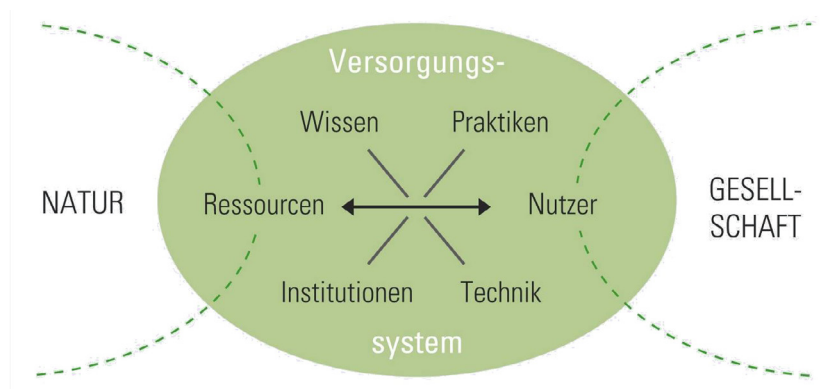 Versorgungs-
Wissen Praktiken
NATUR Ressourcen Nutzer GESELL-
SCHAFT
Institutionen Technik
system